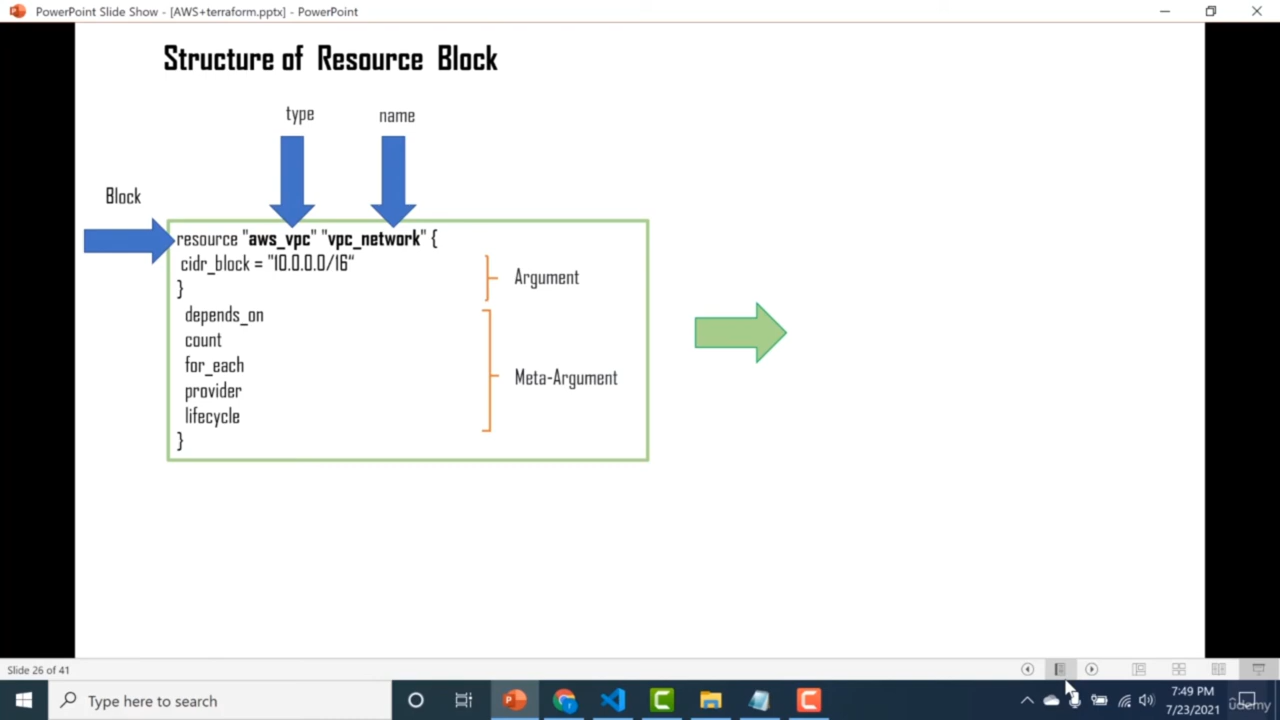 PowerPoint Slide Show - [AWS+terraform.pptx] - PowerPoint
Structure of Resource Block
type
name
Block
resource "aws_vpc" "vpc_network" {
cidr_block = "10.0.0.0/16“
}
Argument
depends_on
count
for_each
provider
lifecycle
}
Meta-Argument
Slide 26 of 41
Type here to search
7:49 PM
7/23/2021
ûdemy